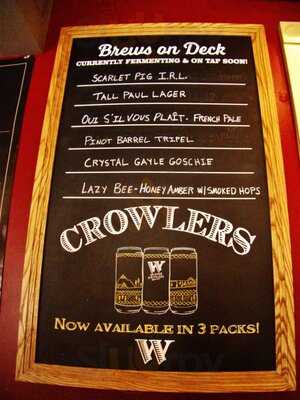 Brews on Deck
CURRENTLY FERMENTING & ON TAP SOON!
SCARLET PIG I.R.L.
TALL PAUL LAGER
OUI S'IL VOUS PLAÎT - FRENCH PALE
PINOT BARREL TRIPEL
CRYSTAL GAYLE GOSCHIE
LAZY BEE - HONEY AMBER W/ SMOKED HOPS
CROWLERS
W
NOW AVAILABLE IN 3 PACKS!
W